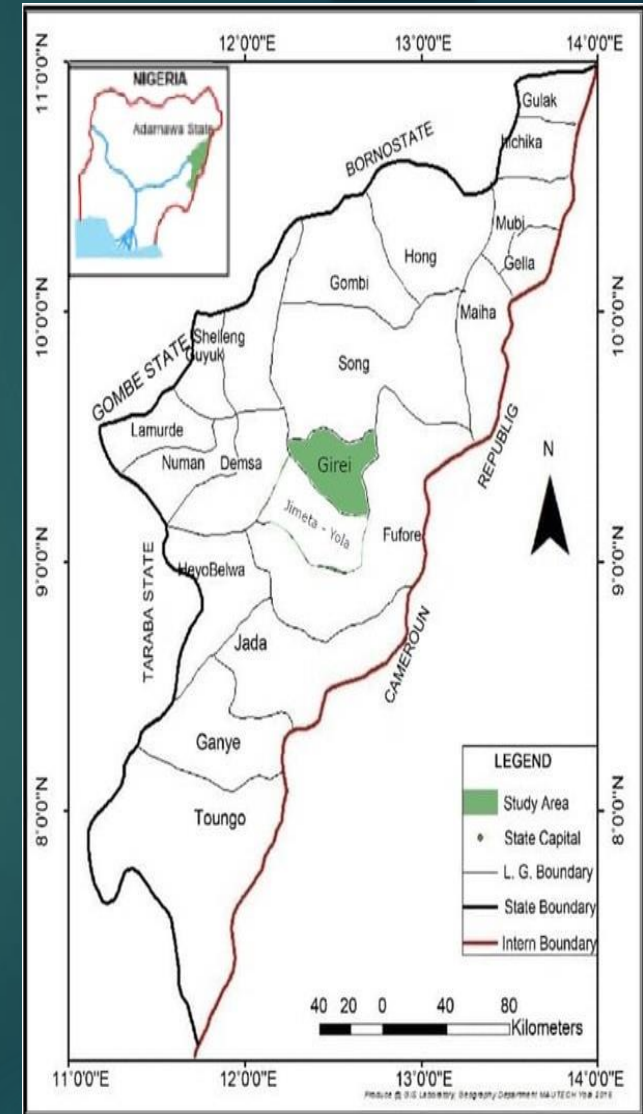 12°0'0"E 13°0'0"E 14°0'0"E
11°0'0"N
NIGERIA
Adamawa State
BORNOSTATE
Gulak
hichika
Mubi
Gella
Hong
Gombi
Maiha
10°0'0"N 10°0'0"N
Shelleng
Guyuk
GOMBE STATE
Song
Lamurde
Numan
Demsa
Girei
REPUBLIG
N
Jimeta - Yola
Fufore
9°0'0"N 9°0'0"N
HeyoBelwa
TARABA STATE
Jada
CAMEROUN
Ganye
LEGEND
Study Area
State Capital
L. G. Boundary
State Boundary
Intern Boundary
Toungo
8°0'0"N 8°0'0"N
40 20 0 40 80
Kilometers
11°0'0"E 12°0'0"E 13°0'0"E 14°0'0"E